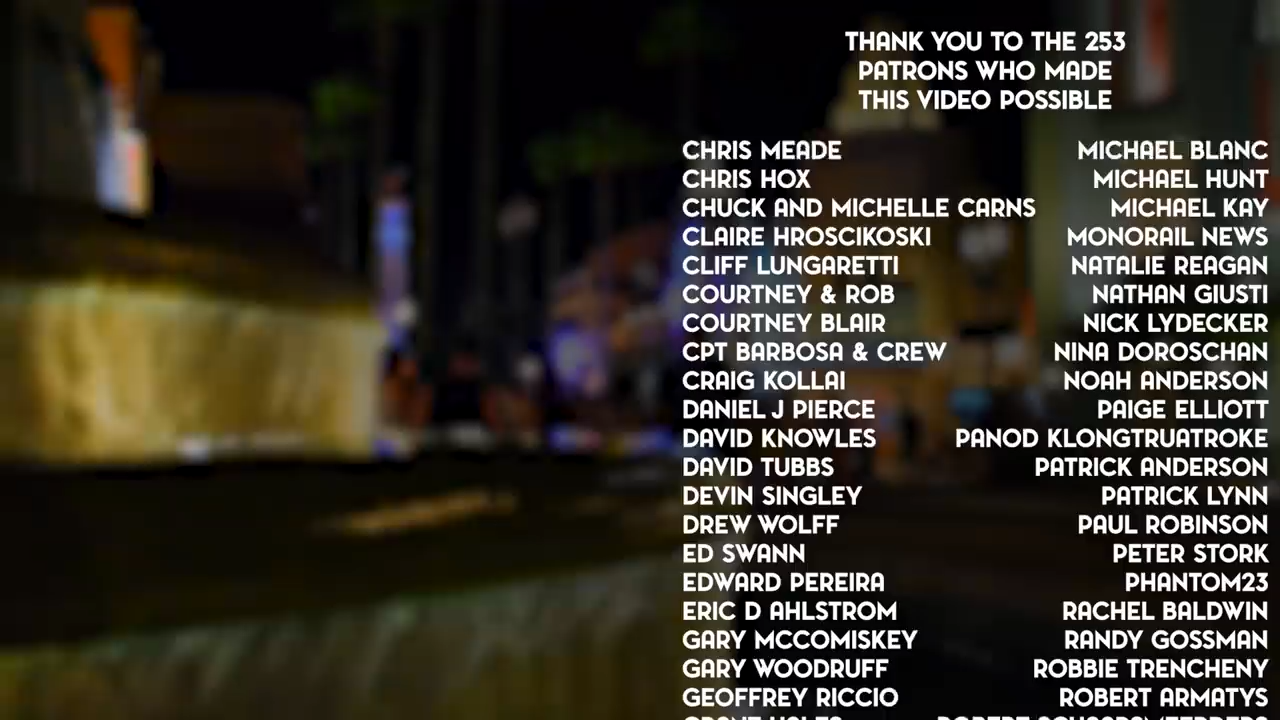 THANK YOU TO THE 253
PATRONS WHO MADE
THIS VIDEO POSSIBLE
CHRIS MEADE
CHRIS HOX
CHUCK AND MICHELLE CARNS
CLAIRE HROSCIKOSKI
CLIFF LUNGARETTI
COURTNEY & ROB
COURTNEY BLAIR
CPT BARBOSA & CREW
CRAIG KOLLAI
DANIEL J PIERCE
DAVID KNOWLES
DAVID TUBBS
DEVIN SINGLEY
DREW WOLFF
ED SWANN
EDWARD PEREIRA
ERIC D AHLSTROM
GARY MCCOMISKEY
GARY WOODRUFF
GEOFFREY RICCIO
MICHAEL BLANC
MICHAEL HUNT
MICHAEL KAY
MONORAIL NEWS
NATALIE REAGAN
NATHAN GIUSTI
NICK LYDECKER
NINA DOROSCHAN
NOAH ANDERSON
PAIGE ELLIOTT
PANOD KLONGTRUATROKE
PATRICK ANDERSON
PATRICK LYNN
PAUL ROBINSON
PETER STORK
PHANTOM23
RACHEL BALDWIN
RANDY GOSSMAN
ROBBIE TRENCHENY
ROBERT ARMATYS